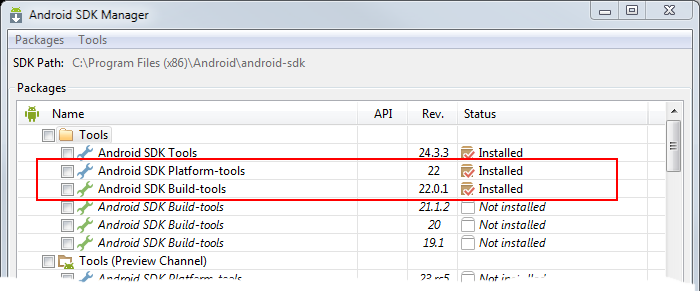 Android SDK Manager
Packages Tools
SDK Path: C:\Program Files (x86)\Android\android-sdk
Packages
Name API Rev. Status
Tools
Android SDK Tools 24.3.3 Installed
Android SDK Platform-tools 22 Installed
Android SDK Build-tools 22.0.1 Installed
Android SDK Build-tools 21.1.2 Not installed
Android SDK Build-tools 20 Not installed
Android SDK Build-tools 19.1 Not installed
Tools (Preview Channel)
Android SDK Platform-tools 23 rc5 Not installed